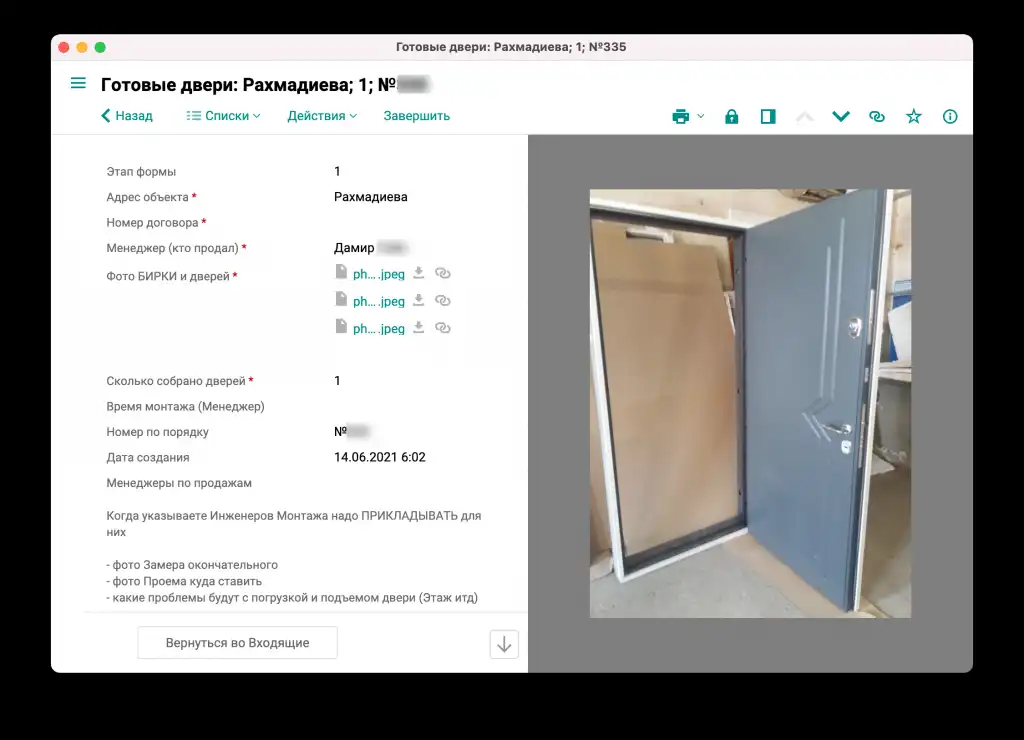 Готовые двери: Рахмадиева; 1; №335
Готовые двери: Рахмадиева; 1; №
Назад Списки Действия Завершить
Этап формы 1
Адрес объекта * Рахмадиева
Номер договора *
Менеджер (кто продал) * Дамир
Фото БИРКИ и дверей * ph... .jpeg
ph... .jpeg
ph... .jpeg
Сколько собрано дверей * 1
Время монтажа (Менеджер)
Номер по порядку №
Дата создания 14.06.2021 6:02
Менеджеры по продажам
Когда указываете Инженеров Монтажа надо ПРИКЛАДЫВАТЬ для
них
- фото Замера окончательного
- фото Проема куда ставить
- какие проблемы будут с погрузкой и подъемом двери (Этаж итд)
Вернуться во Входящие